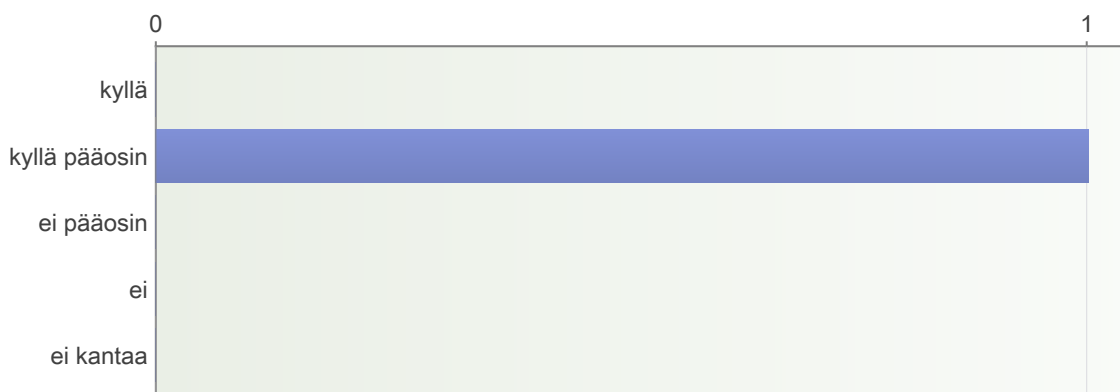 0 1
kyllä
kyllä pääosin
ei pääosin
ei
ei kantaa